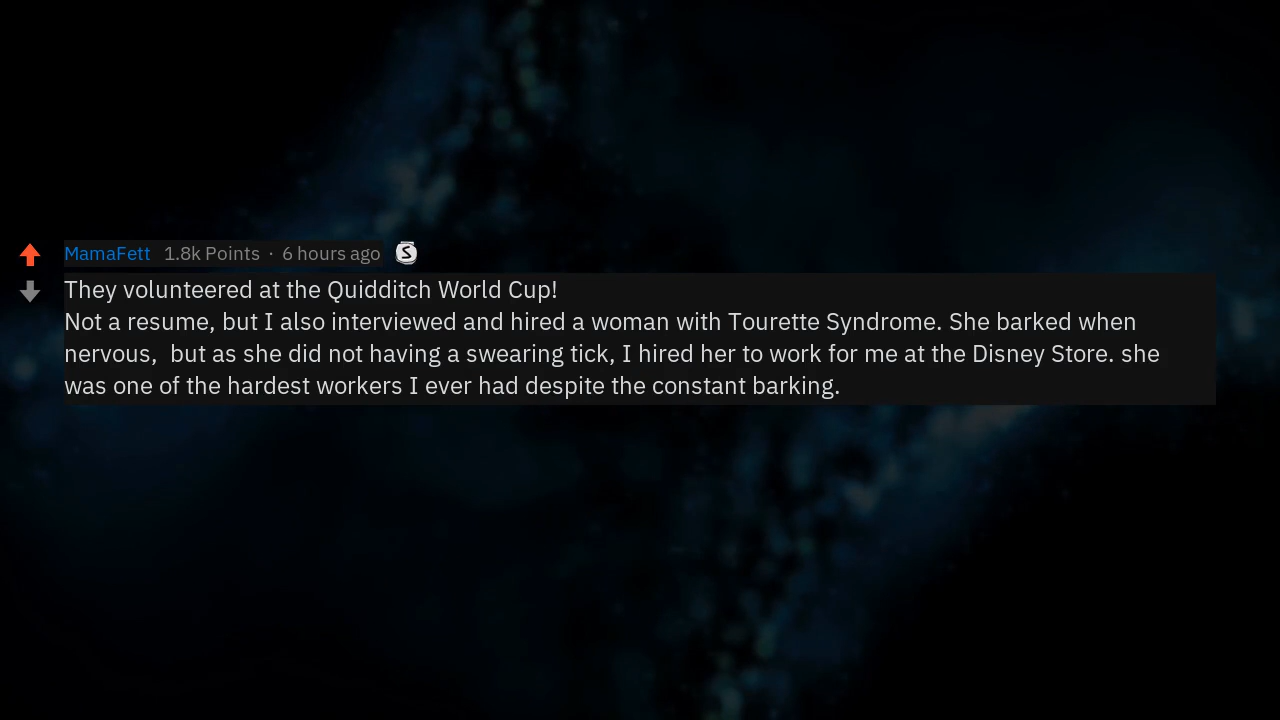 MamaFett 1.8k Points · 6 hours ago S
They volunteered at the Quidditch World Cup!
Not a resume, but I also interviewed and hired a woman with Tourette Syndrome. She barked when
nervous,  but as she did not having a swearing tick, I hired her to work for me at the Disney Store. she
was one of the hardest workers I ever had despite the constant barking.